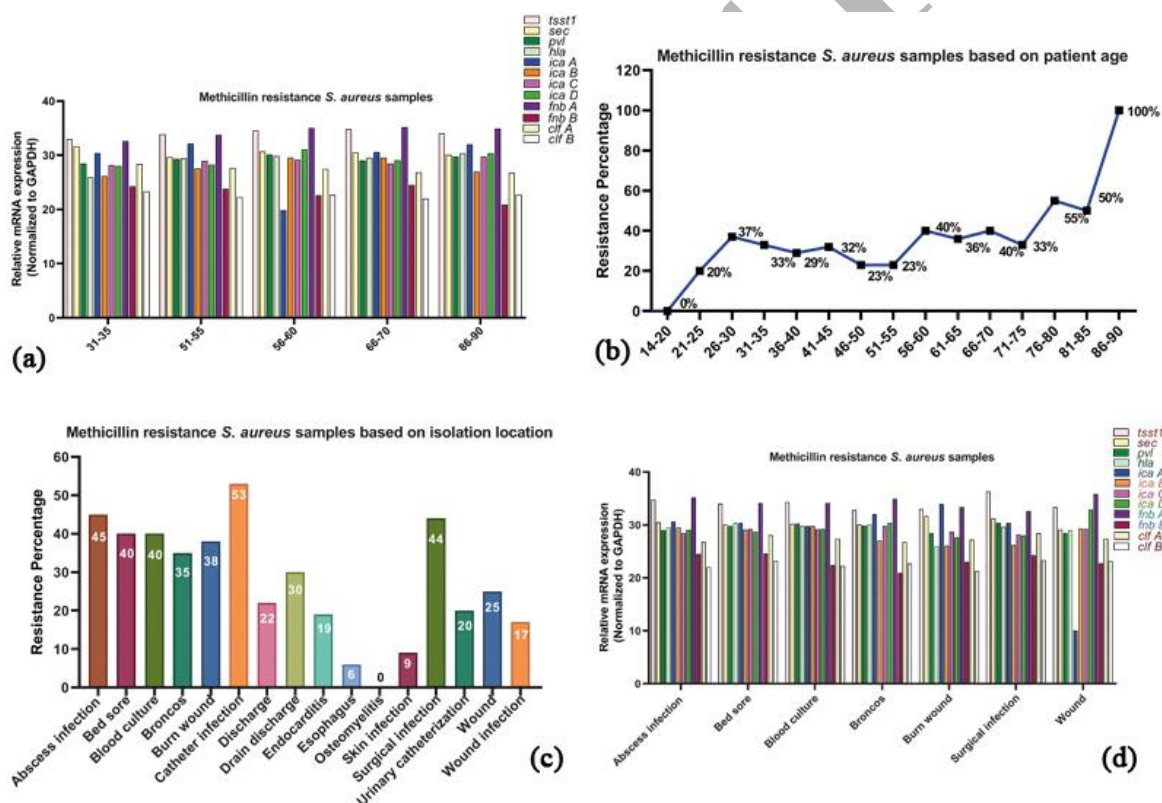 (a)
tsst1
sec
pvl
hla
ica A
ica B
ica C
ica D
fnb A
fnb B
clf A
clf B
Methicillin resistance S. aureus samples
Relative mRNA expression
(Normalized to GAPDH)
40
30
20
10
0
31-35
51-55
56-60
66-70
86-90
Methicillin resistance S. aureus samples based on patient age
Resistance Percentage
120
100
80
60
40
20
0
0%
20%
37%
33%
29%
32%
23%
23%
40%
36%
40%
33%
55%
50%
100%
14-20
21-25
26-30
31-35
36-40
41-45
46-50
51-55
56-60
61-65
66-70
71-75
76-80
81-85
86-90
(b)
Methicillin resistance S. aureus samples based on isolation location
Resistance Percentage
60
50
40
30
20
10
0
45
40
40
35
38
53
22
30
19
6
0
9
44
20
25
17
Abscess infection
Bed sore
Blood culture
Broncos
Burn wound
Catheter infection
Discharge
Drain discharge
Endocarditis
Esophagus
Osteomyelitis
Skin infection
Surgical infection
Urinary catheterization
Wound
Wound infection
(c)
tsst1
sec
pvl
hla
ica A
ica B
ica C
ica D
fnb A
fnb B
clf A
clf B
Methicillin resistance S. aureus samples
Relative mRNA expression
(Normalized to GAPDH)
40
30
20
10
0
Abscess infection
Bed sore
Blood culture
Broncos
Burn wound
Surgical infection
Wound
(d)